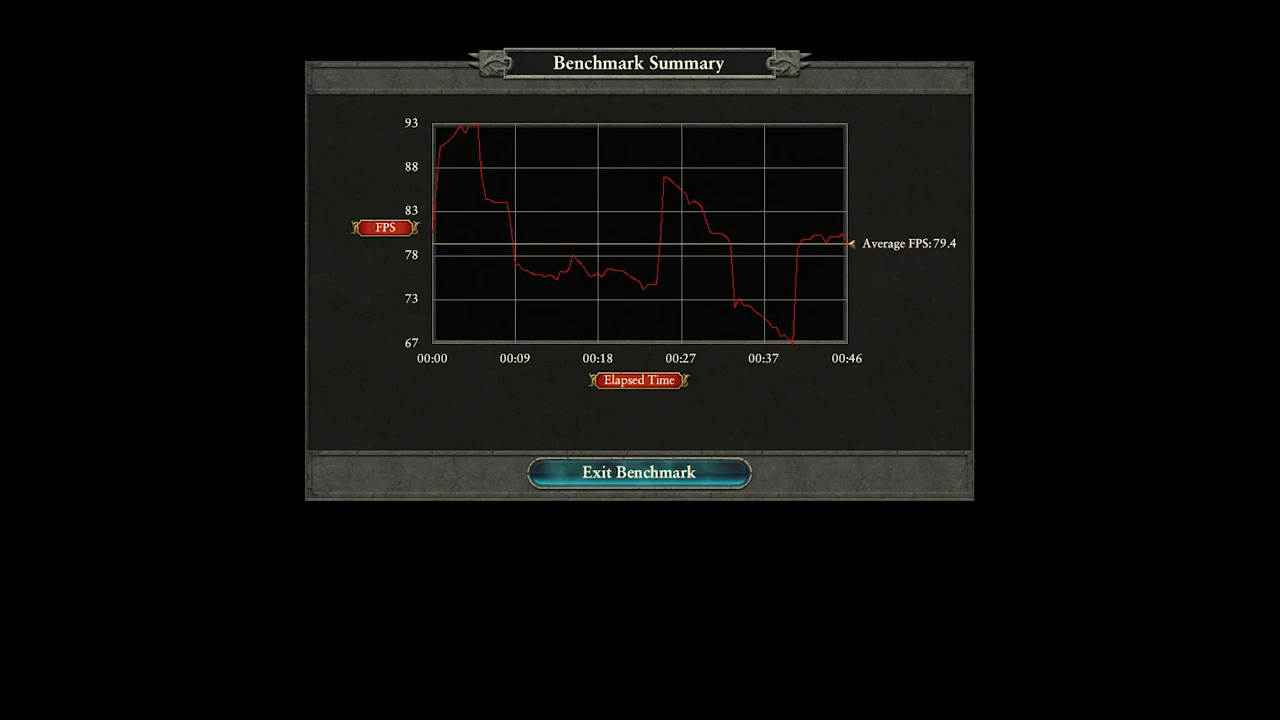 Benchmark Summary
93
88
83
FPS
Average FPS:79.4
78
73
67
00:00 00:09 00:18 00:27 00:37 00:46
Elapsed Time
Exit Benchmark